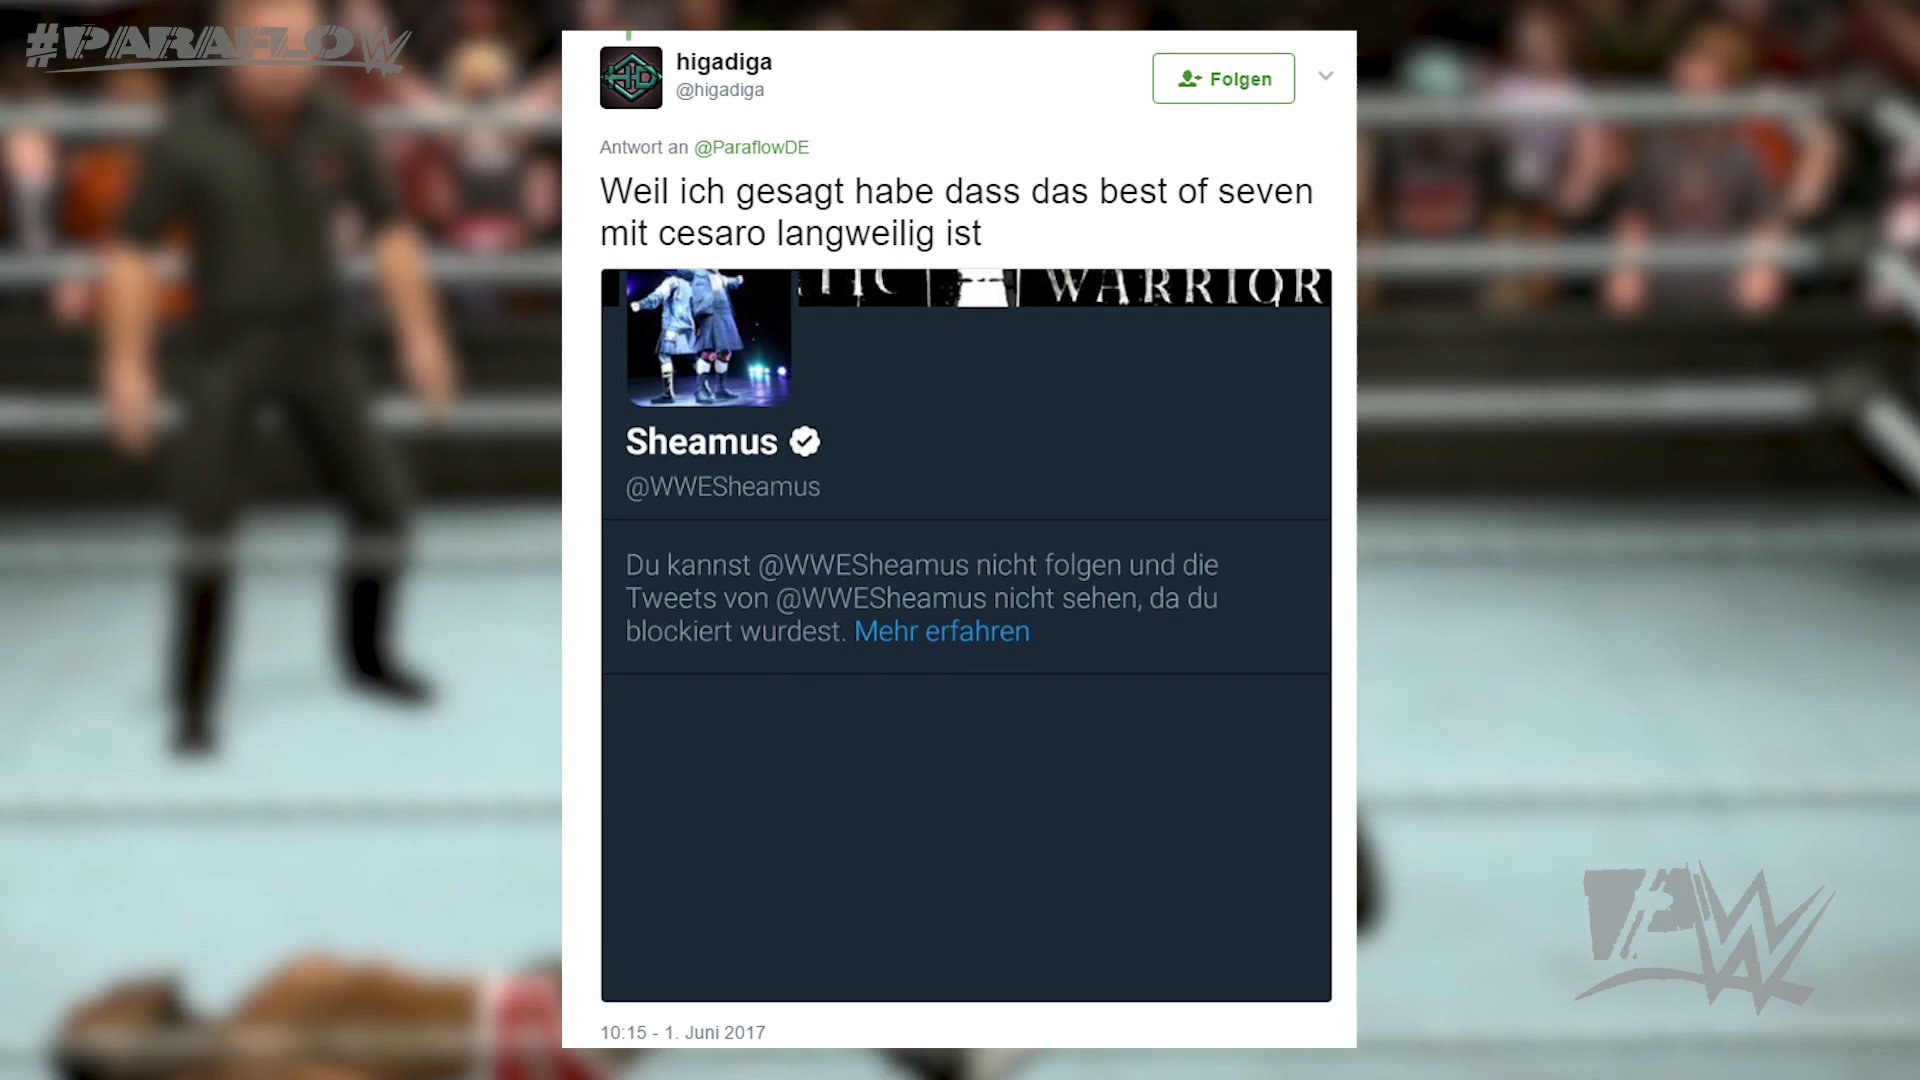 #PARAFLOW
higadiga
@higadiga
Folgen
Antwort an @ParaflowDE
Weil ich gesagt habe dass das best of seven
mit cesaro langweilig ist
WARRIOR
Sheamus
@WWESheamus
Du kannst @WWESheamus nicht folgen und die
Tweets von @WWESheamus nicht sehen, da du
blockiert wurdest. Mehr erfahren
10:15 - 1. Juni 2017
PW